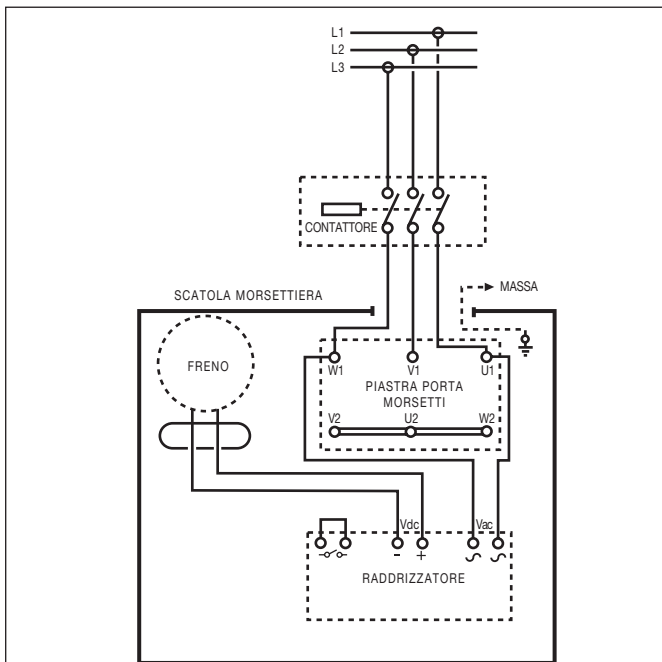 L1
L2
L3
CONTATTORE
SCATOLA MORSETTIERA
MASSA
FRENO
W1 V1 U1
PIASTRA PORTA
MORSETTI
V2 U2 W2
Vdc Vac
- +
RADDRIZZATORE